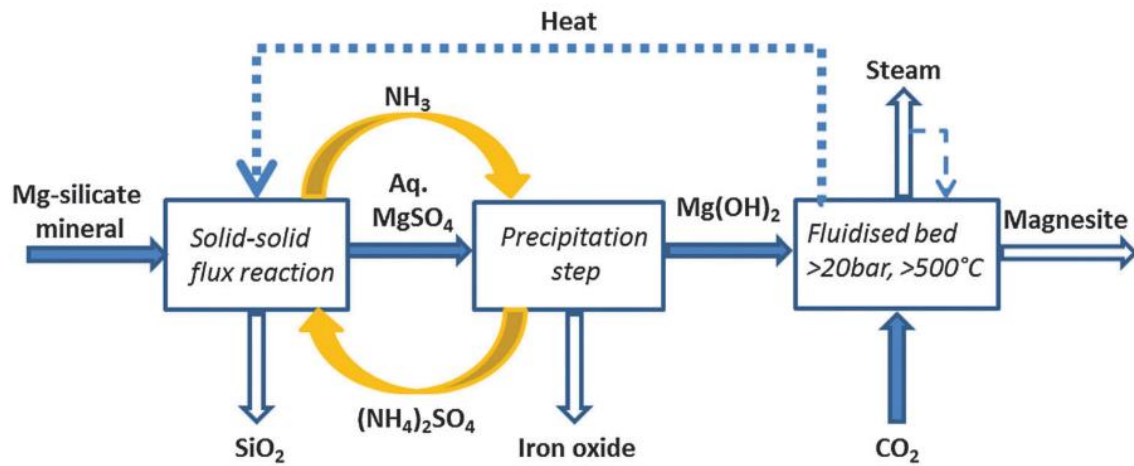 Heat
Steam
NH₃
Mg-silicate
mineral
Aq.
MgSO₄
Mg(OH)₂
Magnesite
Solid-solid
flux reaction
Precipitation
step
Fluidised bed
>20bar, >500°C
(NH₄)₂SO₄
SiO₂
Iron oxide
CO₂